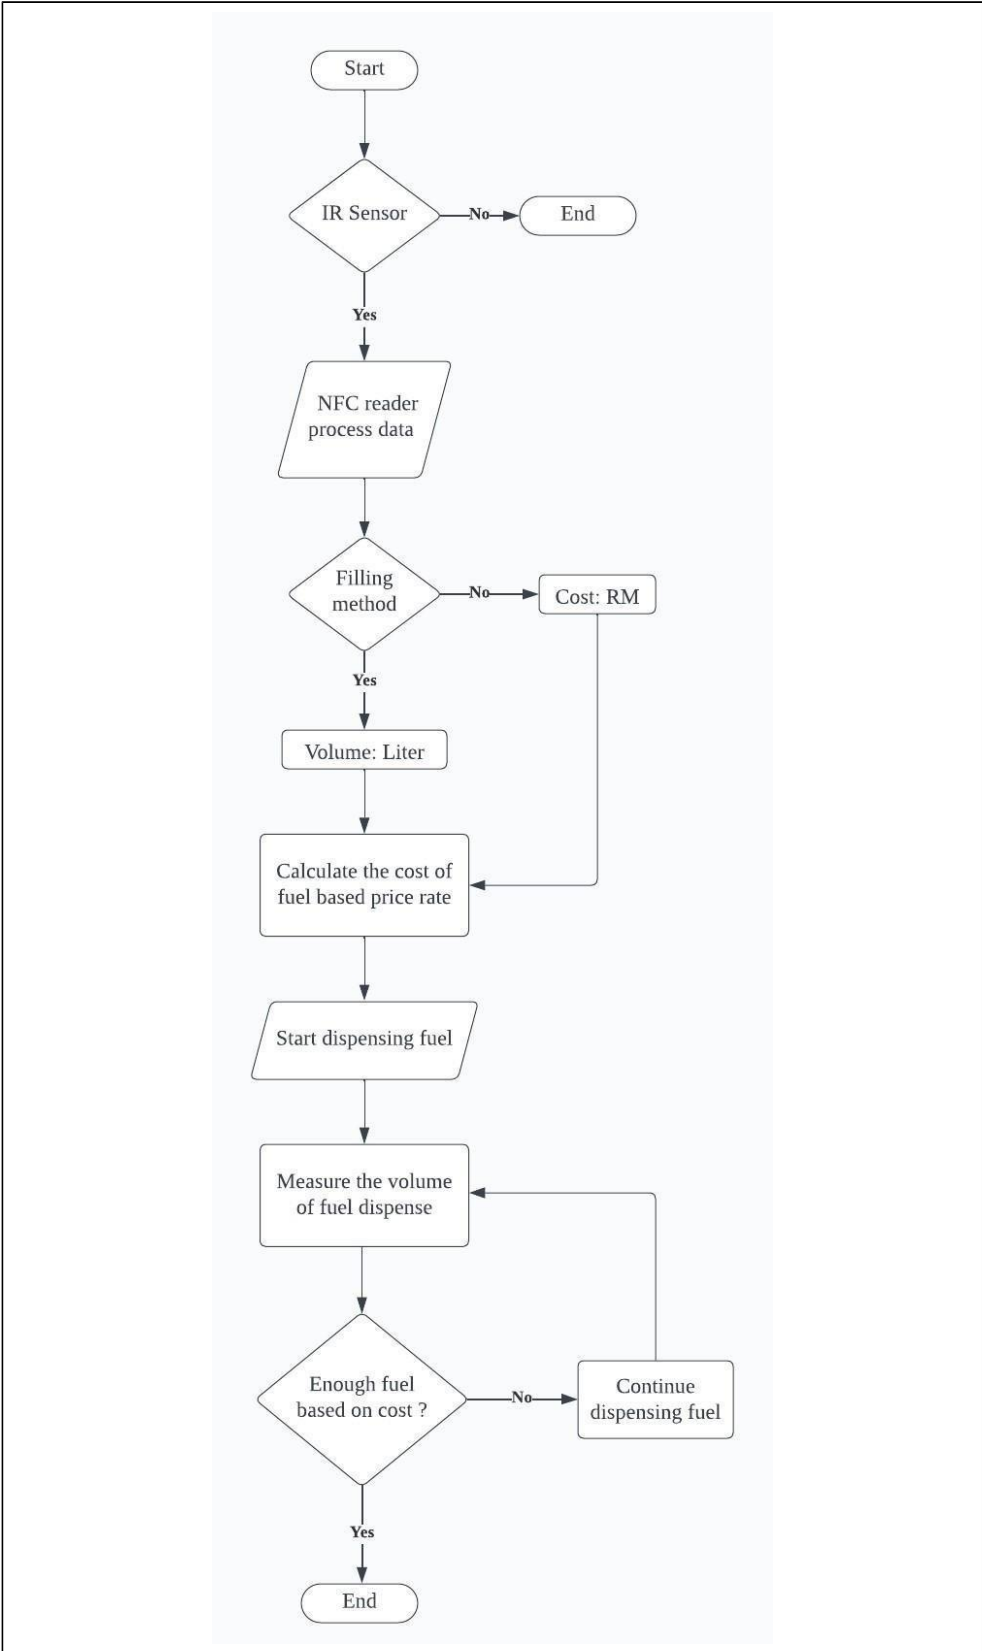 Start
IR Sensor
No
End
Yes
NFC reader
process data
Filling
method
No
Cost: RM
Yes
Volume: Liter
Calculate the cost of
fuel based price rate
Start dispensing fuel
Measure the volume
of fuel dispense
Enough fuel
based on cost ?
No
Continue
dispensing fuel
Yes
End